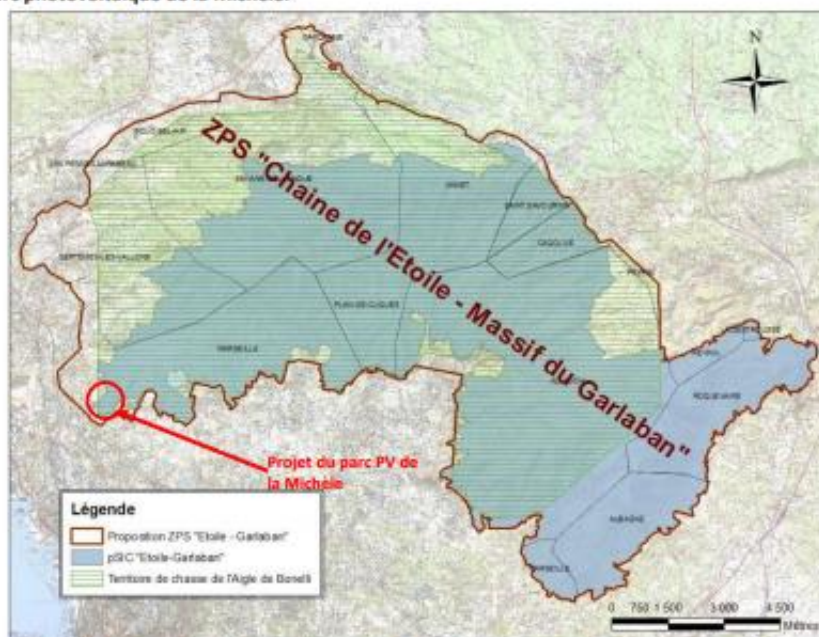 photovoltaïque de la Michèle.
N
ZPS "Chaine de l'Etoile - Massif du Garlaban"
MIMET
CADOLIVE
PLAN-DE-CUQUES
MARSEILLE
ROQUEVAIRE
AUBAGNE
Projet du parc PV de
la Michèle
Légende
Proposition ZPS "Etoile - Garlaban"
pSIC "Etoile-Garlaban"
Territoire de chasse de l'Aigle de Bonelli
0 750 1 500 3 000 4 500
Mètres